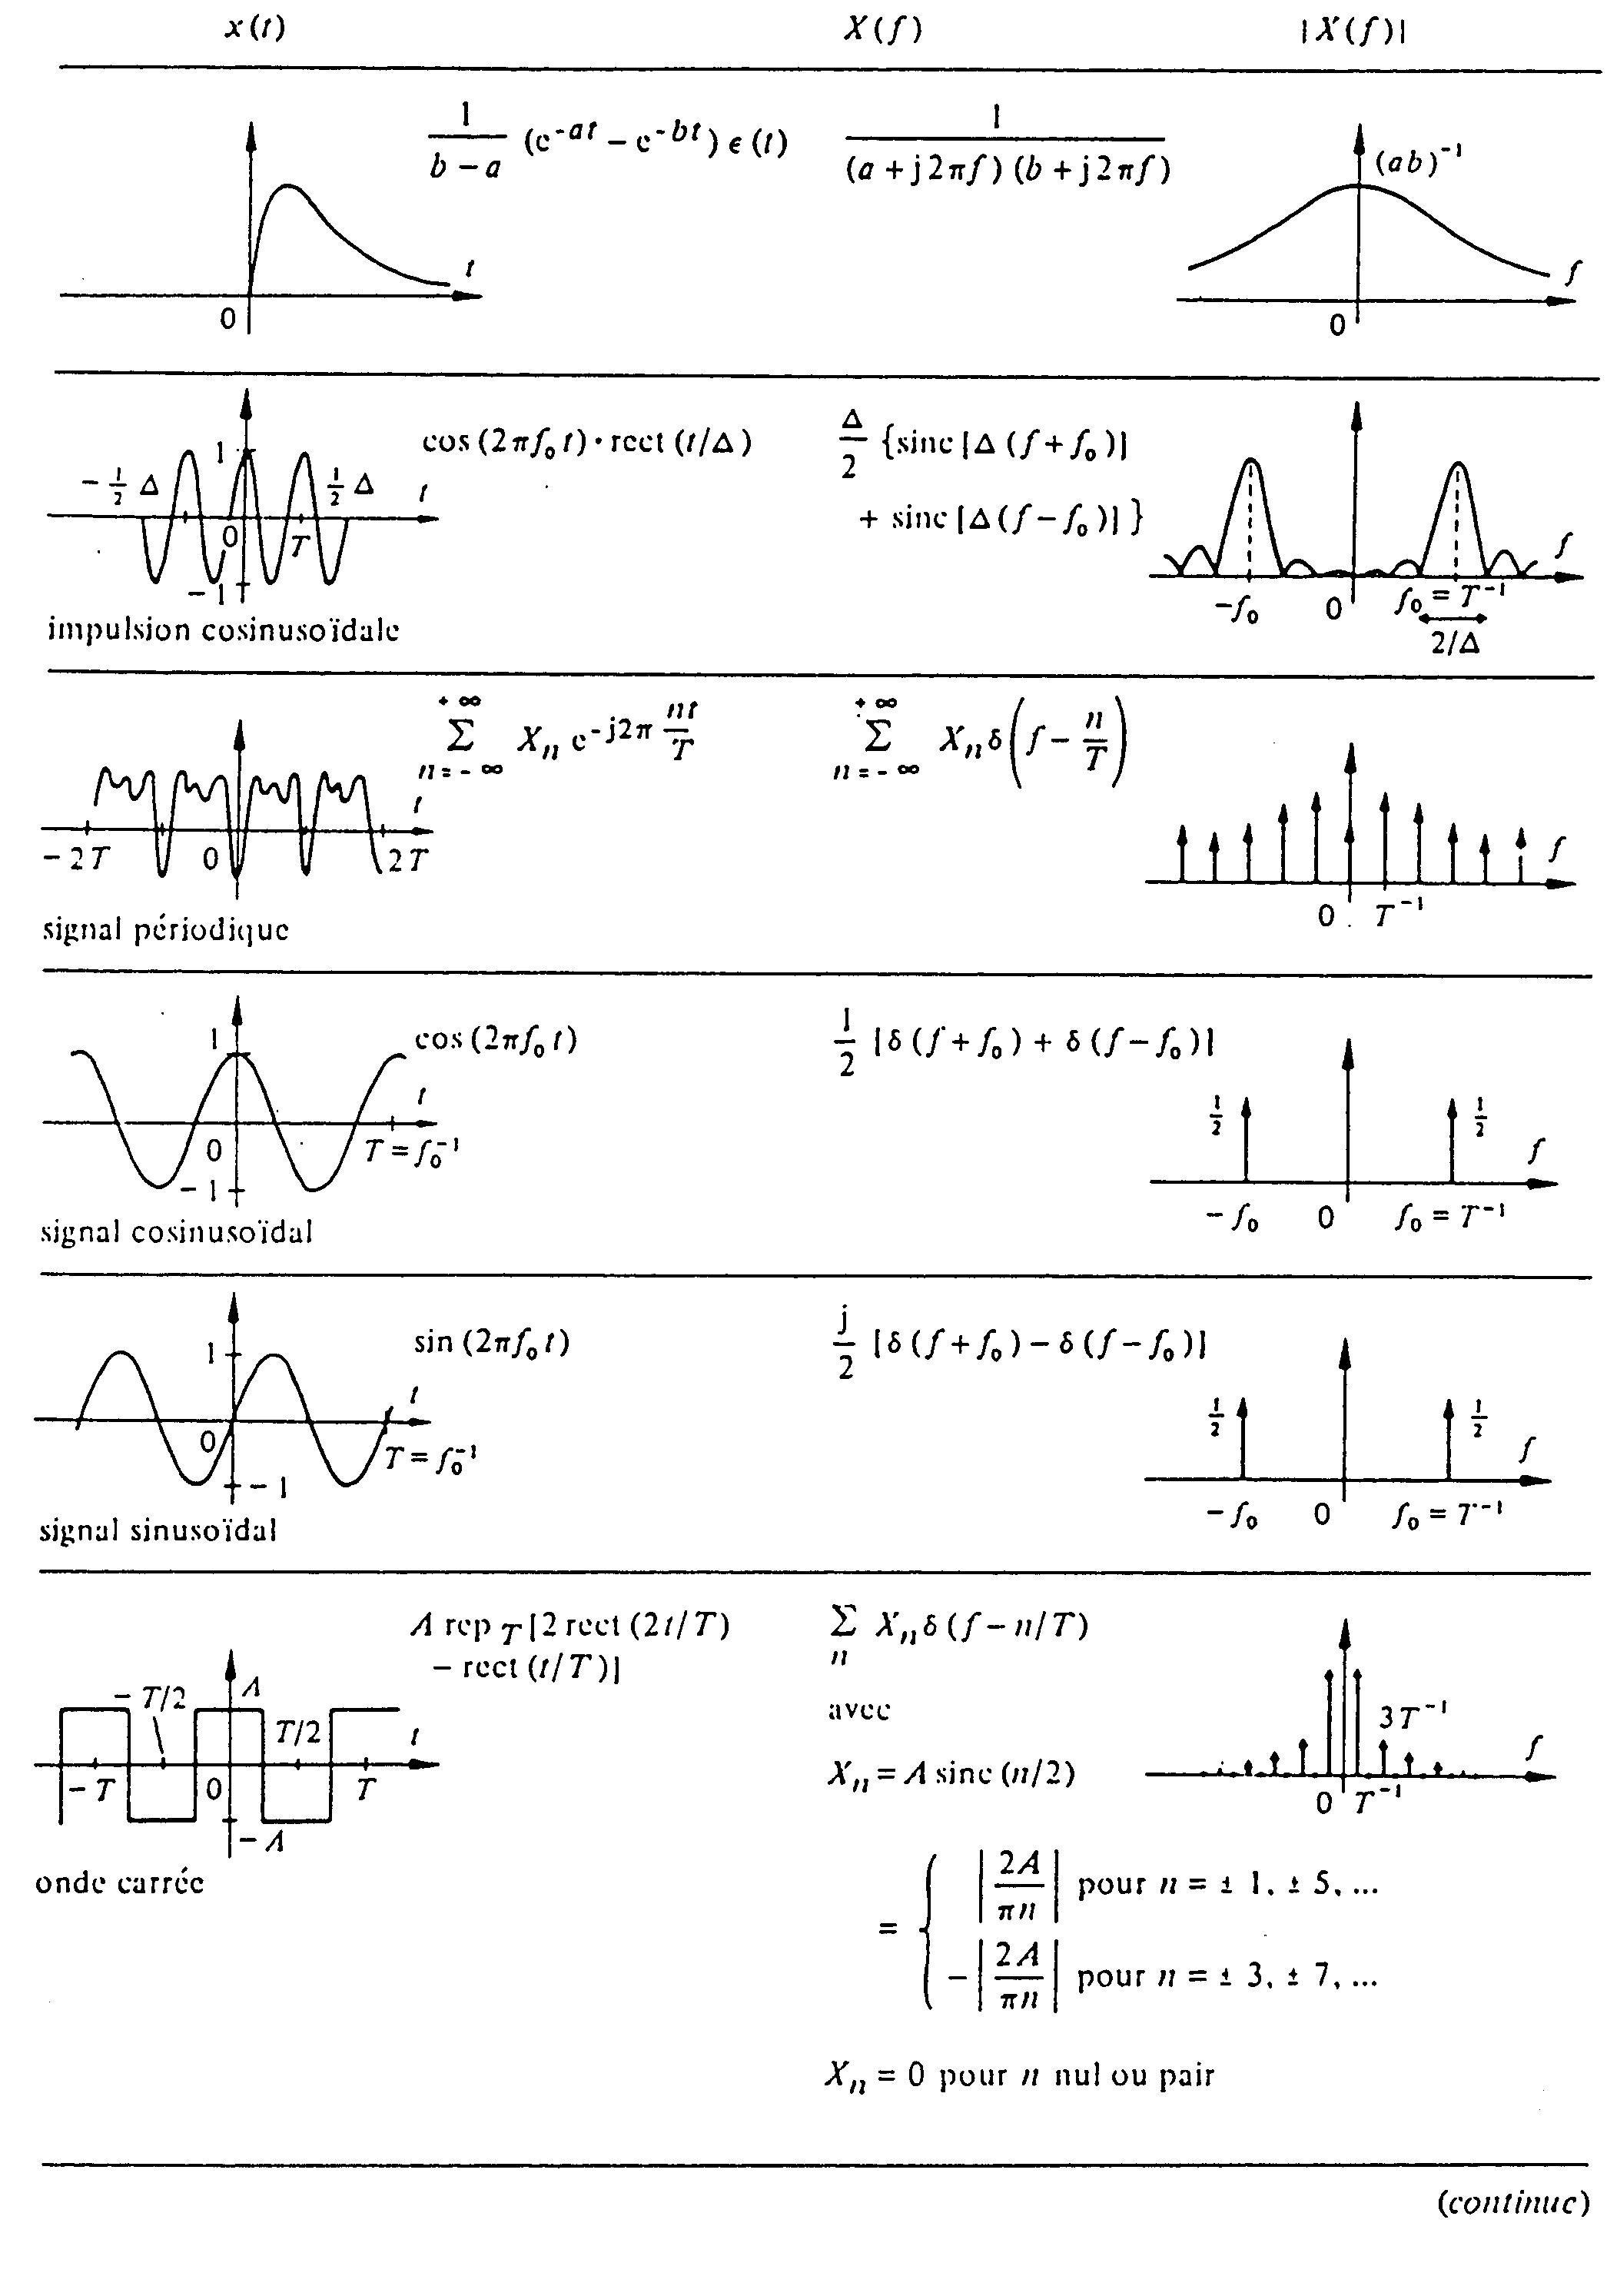 x(t) X(f) |X(f)|
1/(b − a) (e^-at − e^-bt) ϵ(t) 1/((a + j2πf)(b + j2πf)) (ab)^-1
t f
0 0
cos(2πf₀t)·rect(t/Δ) Δ/2 {sinc[Δ(f + f₀)]
+ sinc[Δ(f − f₀)]}
1 −½Δ ½Δ t
0 T f
−1 −f₀ 0 f₀ = T^-1
impulsion cosinusoïdale 2/Δ
+∞ Σ n = −∞ Xₙ e^-j2π nt/T +∞ Σ n = −∞ Xₙ δ(f − n/T)
t f
−2T 0 2T 0 T^-1
signal périodique
1 cos(2πf₀t) ½ [δ(f + f₀) + δ(f − f₀)]
t ½ ½ f
0 T = f₀^-1
−1 −f₀ 0 f₀ = T^-1
signal cosinusoïdal
1 sin(2πf₀t) j/2 [δ(f + f₀) − δ(f − f₀)]
t ½ ½ f
0 T = f₀^-1
−1 −f₀ 0 f₀ = T^-1
signal sinusoïdal
A rep_T [2 rect(2t/T) Σ n Xₙ δ(f − n/T)
− rect(t/T)]
−T/2 A avec 3T^-1
T/2 t f
−T 0 T Xₙ = A sinc(n/2) 0 T^-1
−A
onde carrée
= { |2A/πn| pour n = ± 1, ± 5, ...
−|2A/πn| pour n = ± 3, ± 7, ...
Xₙ = 0 pour n nul ou pair
(continue)